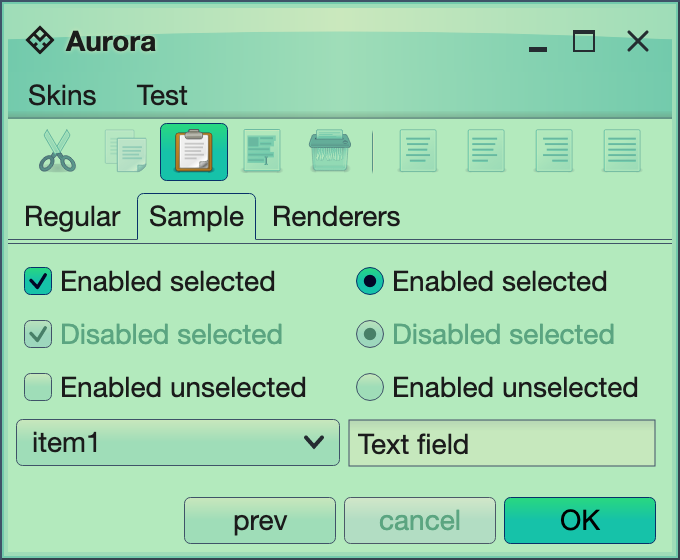 Aurora
Skins Test
Regular Sample Renderers
Enabled selected Enabled selected
Disabled selected Disabled selected
Enabled unselected Enabled unselected
item1 Text field
prev cancel OK